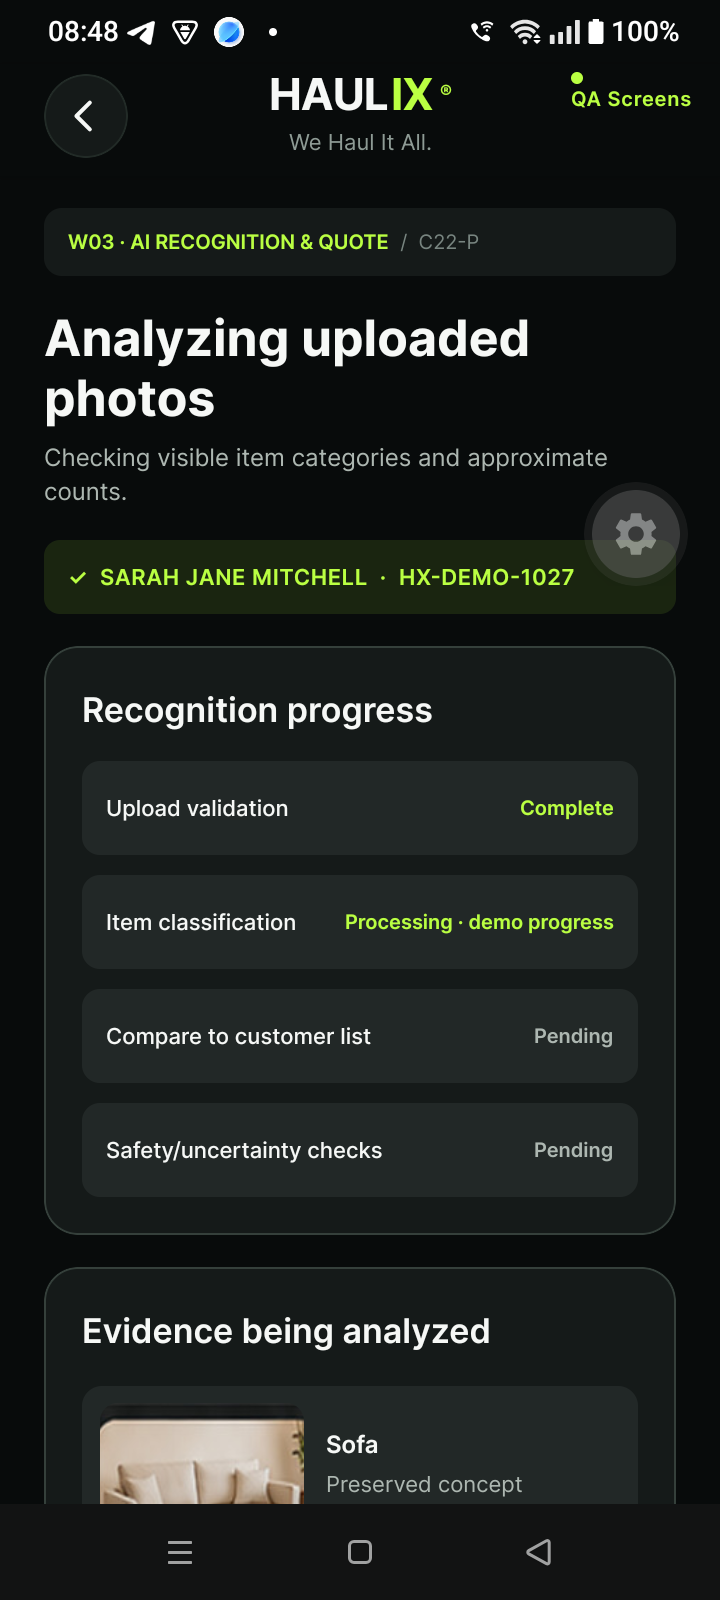 08:48
100%
HAULIX ®
We Haul It All.
QA Screens
W03 · AI RECOGNITION & QUOTE / C22-P
Analyzing uploaded
photos
Checking visible item categories and approximate
counts.
✓ SARAH JANE MITCHELL · HX-DEMO-1027
Recognition progress
Upload validation Complete
Item classification Processing · demo progress
Compare to customer list Pending
Safety/uncertainty checks Pending
Evidence being analyzed
Sofa
Preserved concept